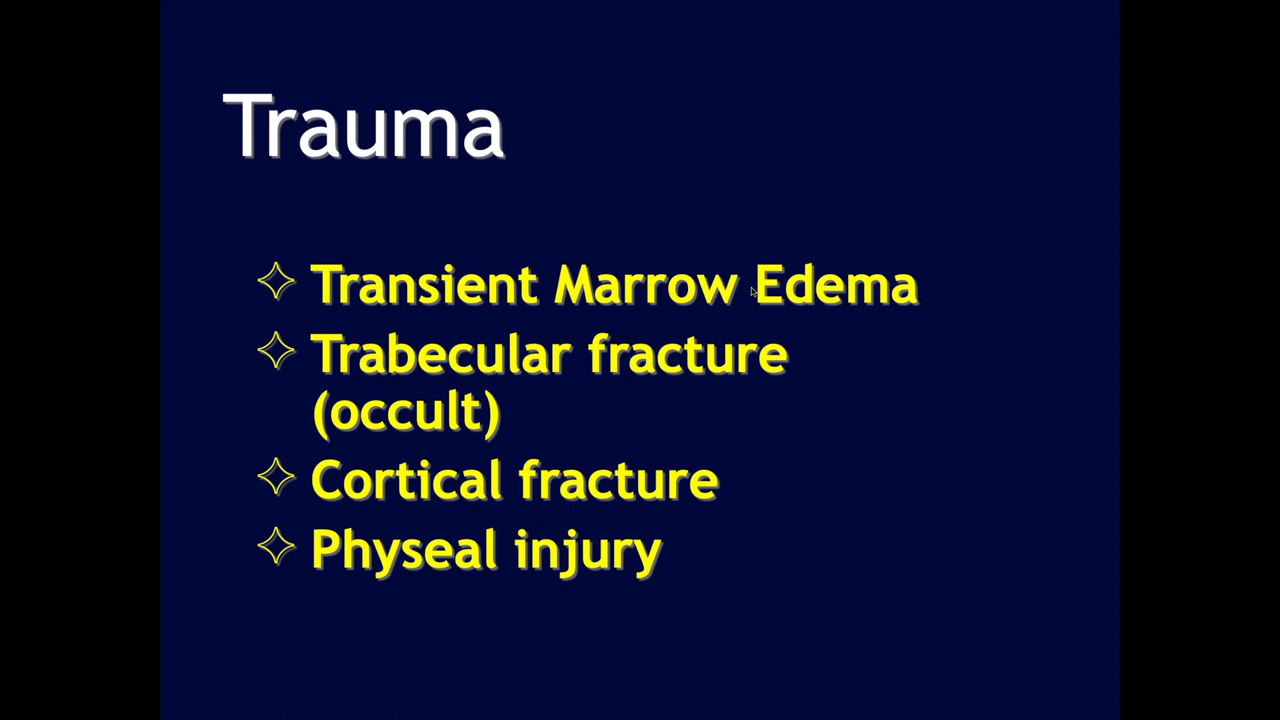 Trauma
Transient Marrow Edema
Trabecular fracture
(occult)
Cortical fracture
Physeal injury